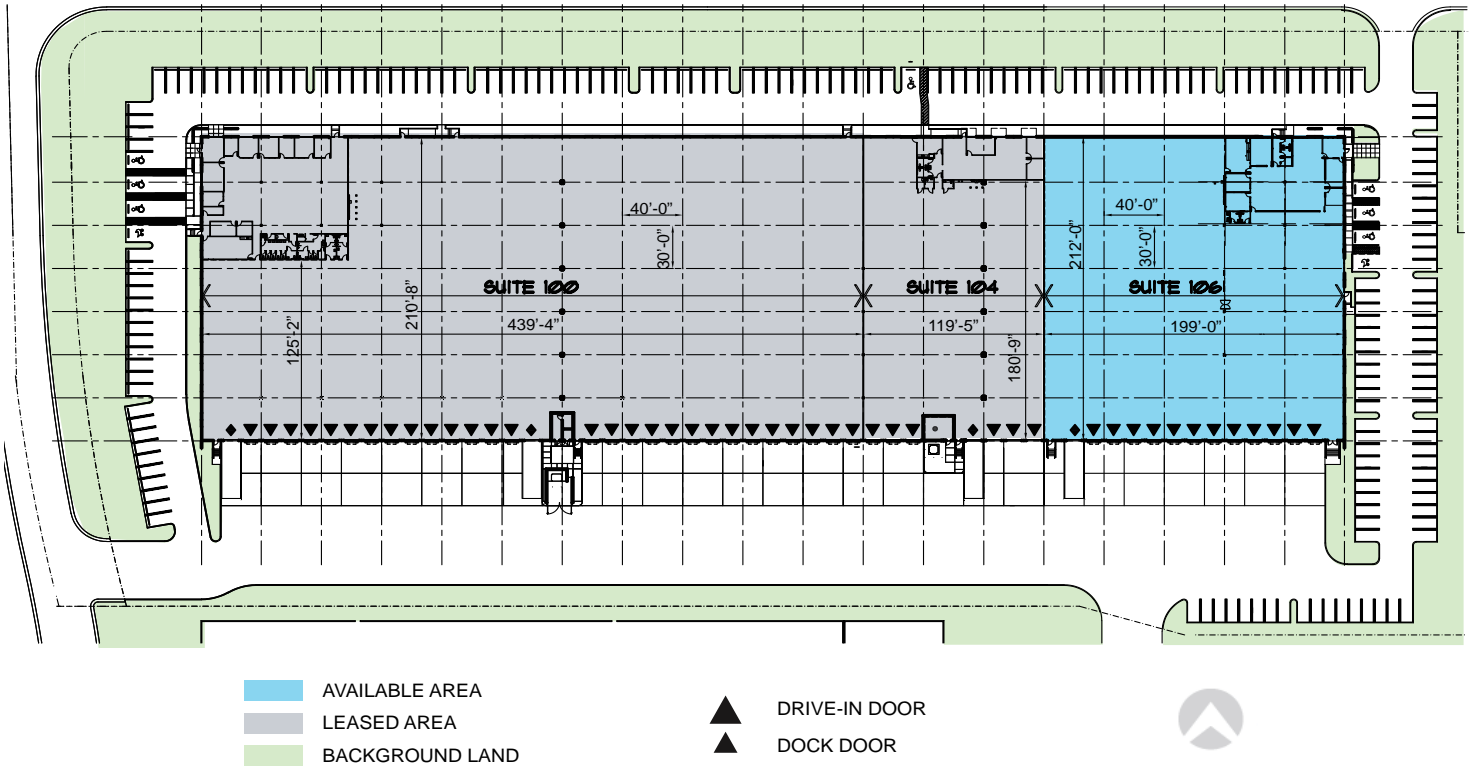 40'-0"
40'-0"
30'-0"
212'-0"
30'-0"
SUITE 100
SUITE 104
SUITE 106
210'-8"
439'-4"
119'-5"
199'-0"
125'-2"
180'-9"
AVAILABLE AREA
LEASED AREA
BACKGROUND LAND
DRIVE-IN DOOR
DOCK DOOR